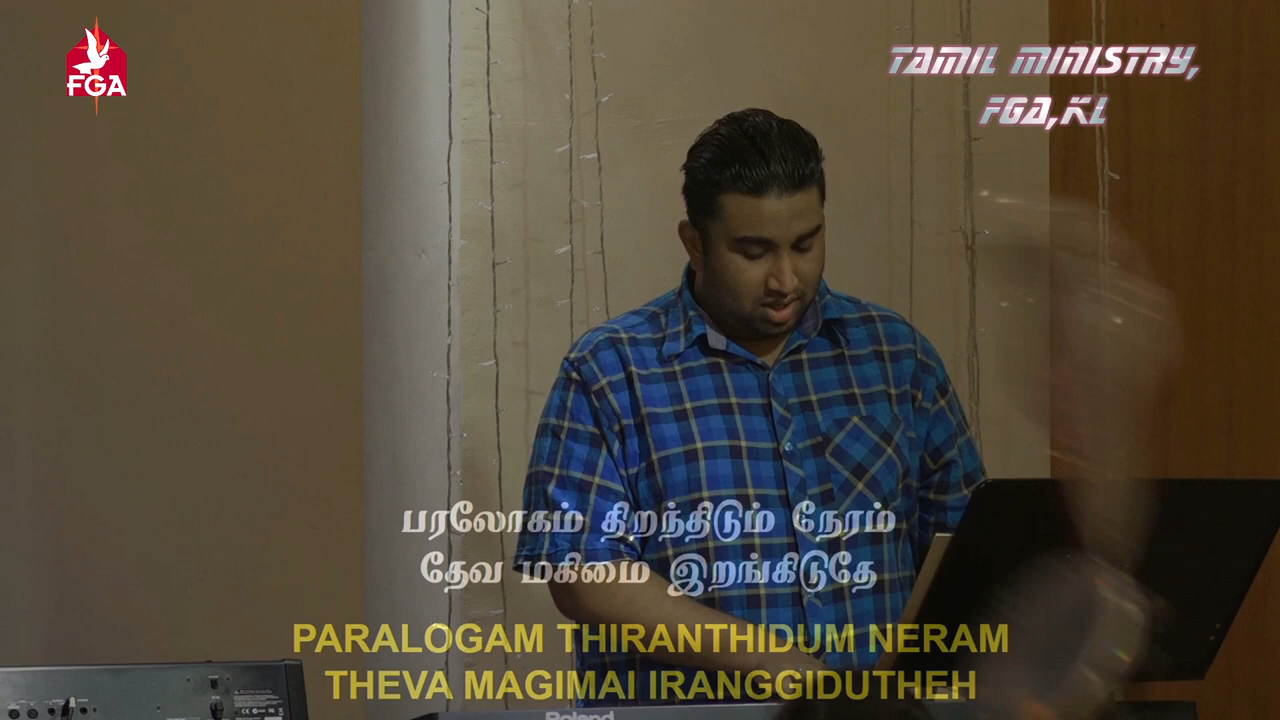 FGA
TAMIL MINISTRY,
FGA,KL
பரலோகம் திறந்திடும் நேரம்
தேவ மகிமை இறங்கிடுதே
PARALOGAM THIRANTHIDUM NERAM
THEVA MAGIMAI IRANGGIDUTHEH
Roland